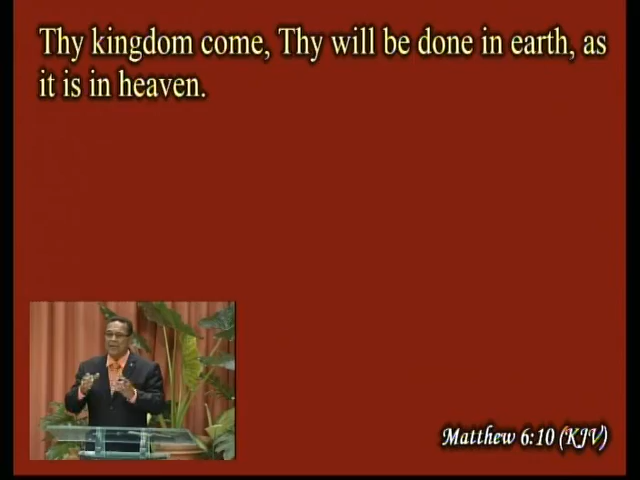 Thy kingdom come, Thy will be done in earth, as
it is in heaven.
Matthew 6:10 (KJV)